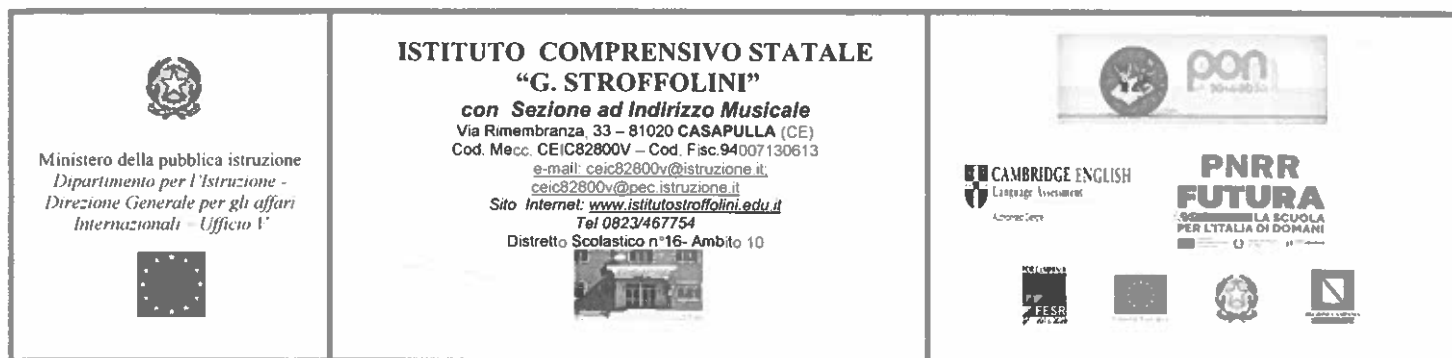 Ministero della pubblica istruzione
Dipartimento per l'Istruzione -
Direzione Generale per gli affari
Internazionali – Ufficio V
ISTITUTO COMPRENSIVO STATALE
“G. STROFFOLINI”
con Sezione ad Indirizzo Musicale
Via Rimembranza, 33 – 81020 CASAPULLA (CE)
Cod. Mecc. CEIC82800V – Cod. Fisc.94007130613
e-mail: ceic82800v@istruzione.it;
ceic82800v@pec.istruzione.it
Sito Internet: www.istitutostroffolini.edu.it
Tel 0823/467754
Distretto Scolastico n°16- Ambito 10
pon
CAMBRIDGE ENGLISH
Language Assessment
PNRR
FUTURA
LA SCUOLA
PER L'ITALIA DI DOMANI
FESR